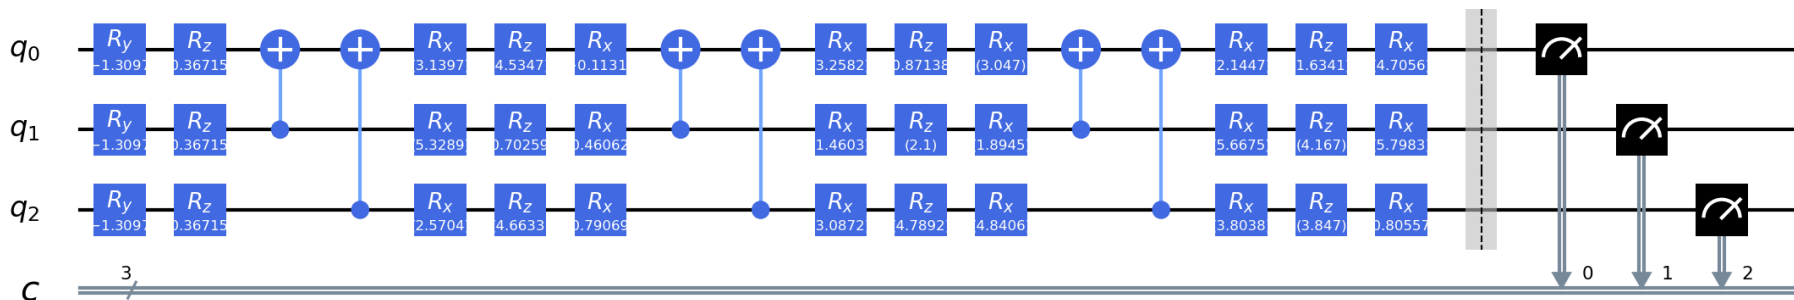 q0 Ry Rz Rx Rz Rx Rx Rz Rx Rx Rz Rx
−1.3097 0.36715 3.1397 4.5347 -0.1131 3.2582 0.87138 (3.047) 2.1447 1.6341 4.7056
q1 Ry Rz Rx Rz Rx Rx Rz Rx Rx Rz Rx
−1.3097 0.36715 5.3289 0.70259 0.46062 1.4603 (2.1) 1.8945 5.6675 (4.167) 5.7983
q2 Ry Rz Rx Rz Rx Rx Rz Rx Rx Rz Rx
−1.3097 0.36715 2.5704 4.6633 0.79069 3.0872 4.7892 4.8406 3.8038 (3.847) 0.80557
3 0 1 2
c